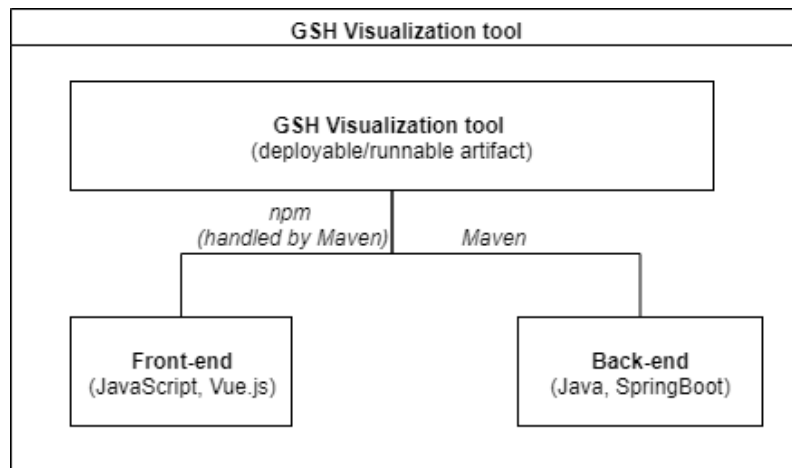 GSH Visualization tool
GSH Visualization tool
(deployable/runnable artifact)
npm
(handled by Maven)
Maven
Front-end
(JavaScript, Vue.js)
Back-end
(Java, SpringBoot)